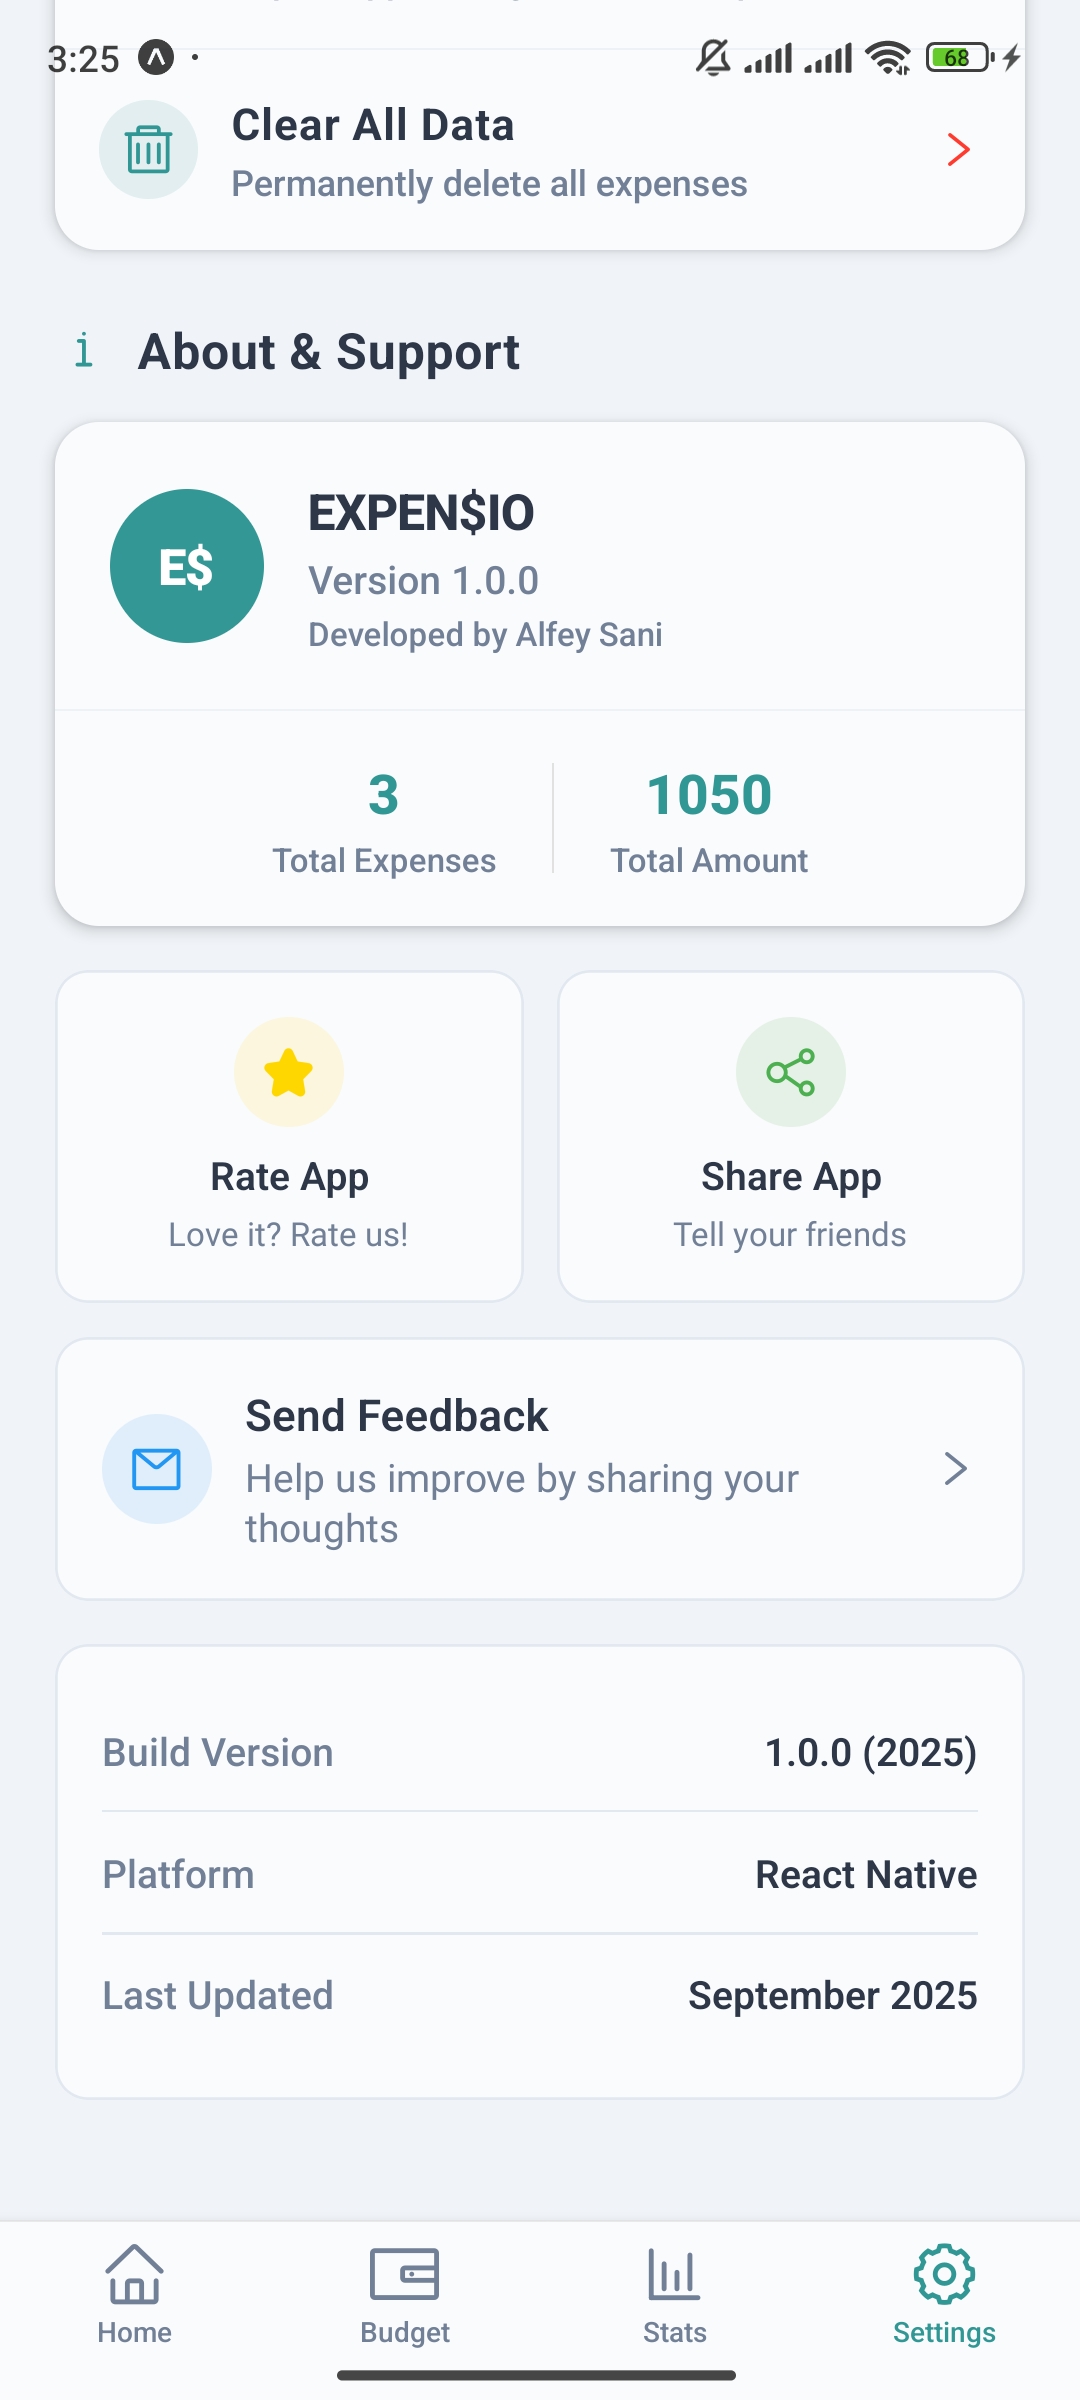 3:25
68
Clear All Data
Permanently delete all expenses
About & Support
E$
EXPEN$IO
Version 1.0.0
Developed by Alfey Sani
3
Total Expenses
1050
Total Amount
Rate App
Love it? Rate us!
Share App
Tell your friends
Send Feedback
Help us improve by sharing your
thoughts
Build Version
1.0.0 (2025)
Platform
React Native
Last Updated
September 2025
Home
Budget
Stats
Settings